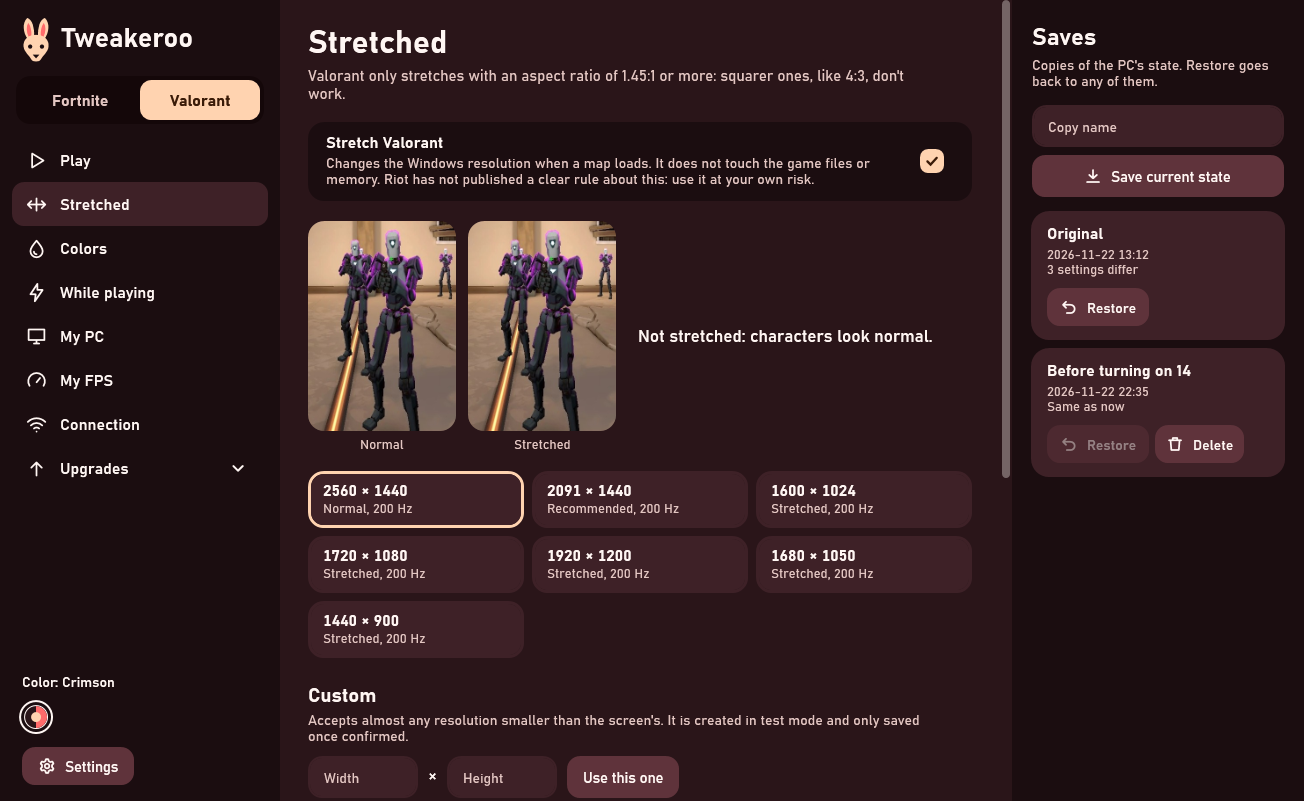 Tweakeroo
Fortnite
Valorant
Play
Stretched
Colors
While playing
My PC
My FPS
Connection
Upgrades
Color: Crimson
Settings
Stretched
Valorant only stretches with an aspect ratio of 1.45:1 or more: squarer ones, like 4:3, don't
work.
Stretch Valorant
Changes the Windows resolution when a map loads. It does not touch the game files or
memory. Riot has not published a clear rule about this: use it at your own risk.
Normal
Stretched
Not stretched: characters look normal.
2560 × 1440
Normal, 200 Hz
2091 × 1440
Recommended, 200 Hz
1600 × 1024
Stretched, 200 Hz
1720 × 1080
Stretched, 200 Hz
1920 × 1200
Stretched, 200 Hz
1680 × 1050
Stretched, 200 Hz
1440 × 900
Stretched, 200 Hz
Custom
Accepts almost any resolution smaller than the screen's. It is created in test mode and only saved
once confirmed.
Width × Height
Use this one
Saves
Copies of the PC's state. Restore goes
back to any of them.
Copy name
Save current state
Original
2026-11-22 13:12
3 settings differ
Restore
Before turning on 14
2026-11-22 22:35
Same as now
Restore
Delete